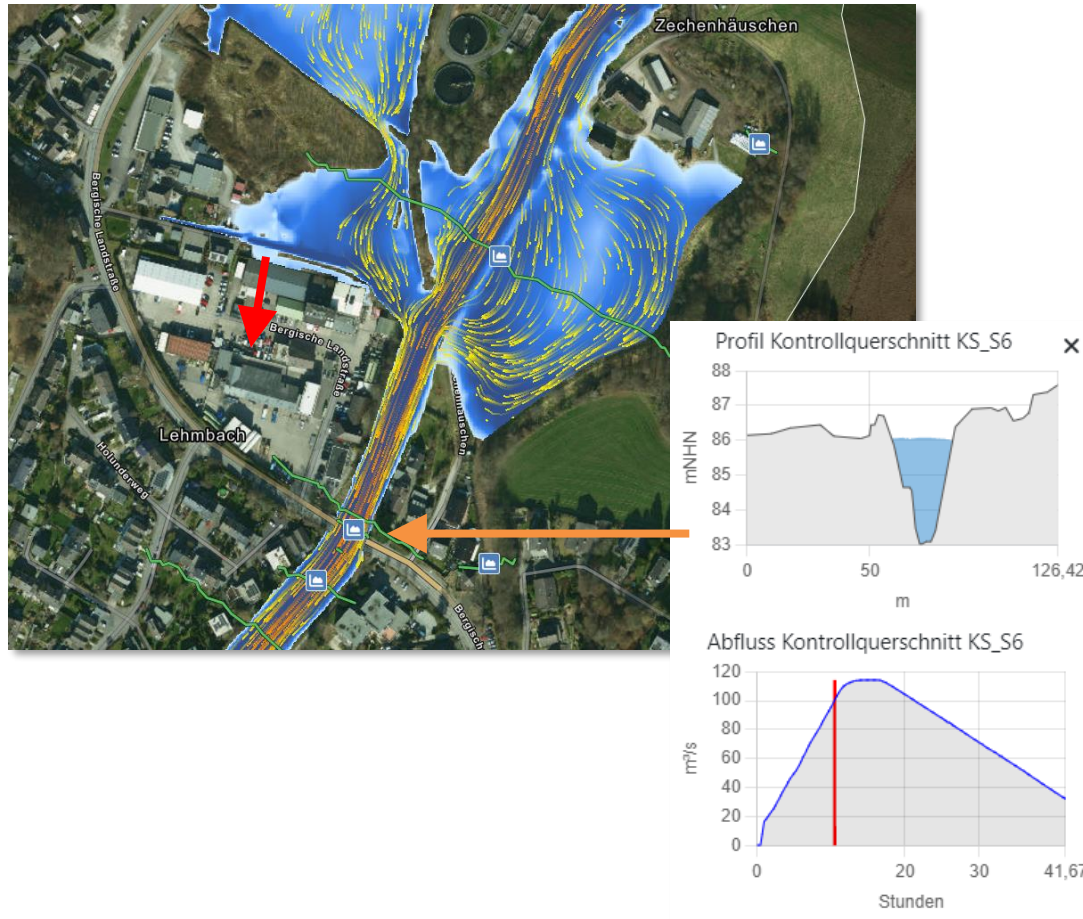 Zechenhäuschen
Bergische Landstraße
Bergische Landstraße
Lehmbach
Holunderweg
Bergisch
Profil Kontrollquerschnitt KS_S6
88
87
86
85
84
83
mNHN
0
50
126,42
m
Abfluss Kontrollquerschnitt KS_S6
120
100
80
60
40
20
0
m³/s
0
20
30
41,67
Stunden